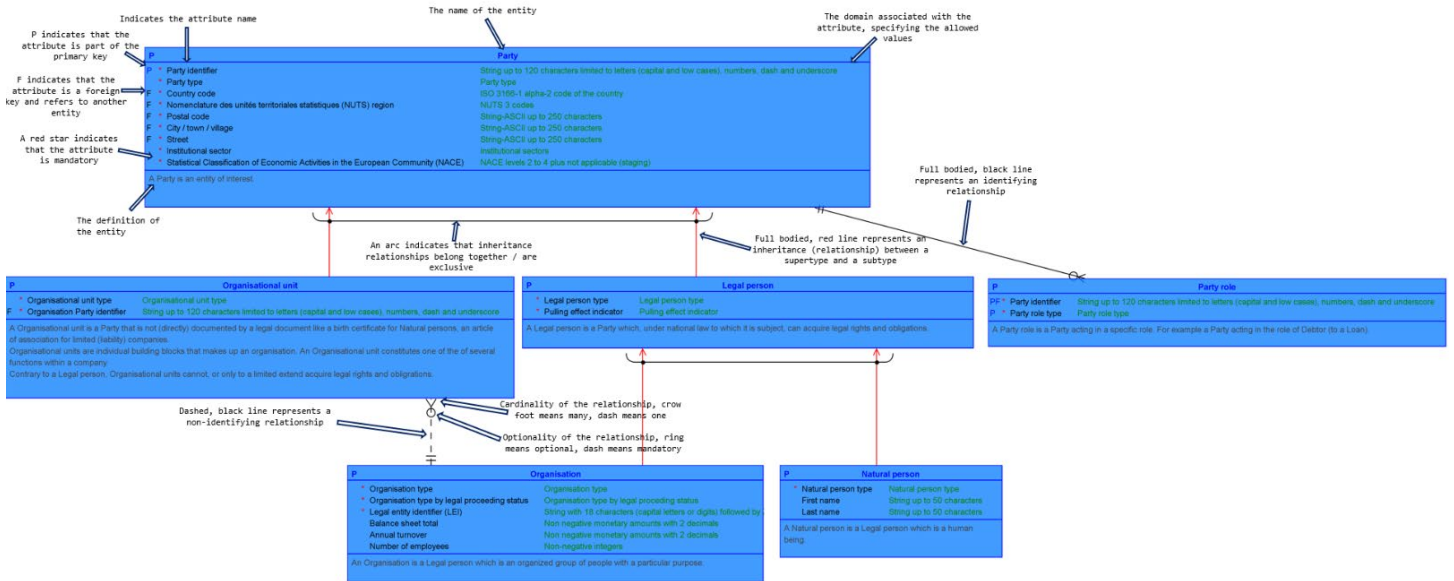 The name of the entity
Indicates the attribute name
The domain associated with the
attribute, specifying the allowed
values
P indicates that the
attribute is part of the
primary key
F indicates that the
attribute is a foreign
key and refers to another
entity
A red star indicates
that the attribute
is mandatory
The definition of
the entity
P Party
P * Party identifier String up to 120 characters limited to letters (capital and low cases), numbers, dash and underscore
* Party type Party type
F * Country code ISO 3166-1 alpha-2 code of the country
F * Nomenclature des unités territoriales statistiques (NUTS) region NUTS 3 codes
F * Postal code String-ASCII up to 250 characters
F * City / town / village String-ASCII up to 250 characters
F * Street String-ASCII up to 250 characters
* Institutional sector institutional sectors
* Statistical Classification of Economic Activities in the European Community (NACE) NACE levels 2 to 4 plus not applicable (staging)
A Party is an entity of interest
An arc indicates that inheritance
relationships belong together / are
exclusive
Full bodied, red line represents an
inheritance (relationship) between a
supertype and a subtype
Full bodied, black line
represents an identifying
relationship
P Organisational unit
* Organisational unit type Organisational unit type
F * Organisation Party identifier String up to 120 characters limited to letters (capital and low cases), numbers, dash and underscore
A Organisational unit is a Party that is not (directly) documented by a legal document like a birth certificate for Natural persons, an article
of association for limited (liability) companies.
Organisational units are individual building blocks that makes up an organisation. An Organisational unit constitutes one of the of several
functions within a company.
Contrary to a Legal person, Organisational units cannot, or only to a limited extend acquire legal rights and obligrations.
P Legal person
* Legal person type Legal person type
* Pulling effect indicator Pulling effect indicator
A Legal person is a Party which, under national law to which it is subject, can acquire legal rights and obligations.
P Party role
PF * Party identifier String up to 120 characters limited to letters (capital and low cases), numbers, dash and underscore
P * Party role type Party role type
A Party role is a Party acting in a specific role. For example a Party acting in the role of Debtor (to a Loan).
Dashed, black line represents a
non-identifying relationship
Cardinality of the relationship, crow
foot means many, dash means one
Optionality of the relationship, ring
means optional, dash means mandatory
P Organisation
* Organisation type Organisation type
* Organisation type by legal proceeding status Organisation type by legal proceding status
* Legal entity identifier (LEI) String with 18 characters (capital letters or digits) followed by
Balance sheet total Non negative monetary amounts with 2 decimals
Annual turnover Non negative monetary amounts with 2 decimals
Number of employees Non-negative integers
An Organisation is a Legal person which is an organized group of people with a particular purpose.
P Natural person
* Natural person type Natural person type
First name String up to 50 characters
Last name String up to 50 characters
A Natural person is a Legal person which is a human
being.